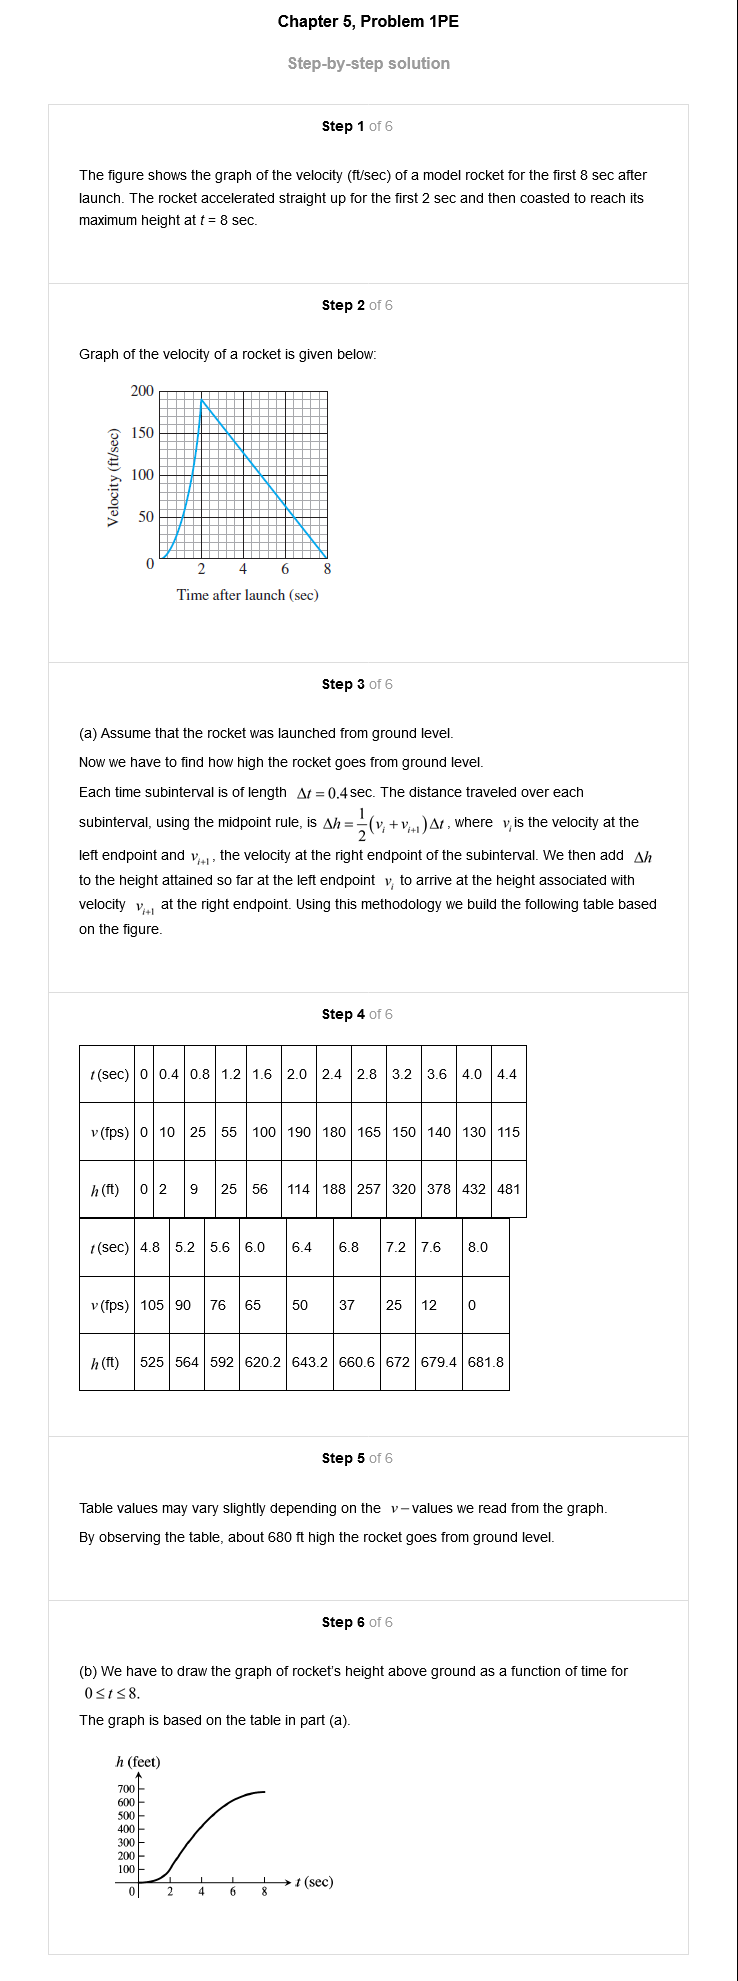 Chapter 5, Problem 1PE
Step-by-step solution
Step 1 of 6
The figure shows the graph of the velocity (ft/sec) of a model rocket for the first 8 sec after
launch. The rocket accelerated straight up for the first 2 sec and then coasted to reach its
maximum height at t = 8 sec.
Step 2 of 6
Graph of the velocity of a rocket is given below:
200
150
100
50
0
2 4 6 8
Velocity (ft/sec)
Time after launch (sec)
Step 3 of 6
(a) Assume that the rocket was launched from ground level.
Now we have to find how high the rocket goes from ground level.
Each time subinterval is of length Δt = 0.4 sec. The distance traveled over each
subinterval, using the midpoint rule, is Δh = 1/2 (v_i + v_{i+1}) Δt, where v_i is the velocity at the
left endpoint and v_{i+1}, the velocity at the right endpoint of the subinterval. We then add Δh
to the height attained so far at the left endpoint v_i to arrive at the height associated with
velocity v_{i+1} at the right endpoint. Using this methodology we build the following table based
on the figure.
Step 4 of 6
t (sec) 0 0.4 0.8 1.2 1.6 2.0 2.4 2.8 3.2 3.6 4.0 4.4
v (fps) 0 10 25 55 100 190 180 165 150 140 130 115
h (ft) 0 2 9 25 56 114 188 257 320 378 432 481
t (sec) 4.8 5.2 5.6 6.0 6.4 6.8 7.2 7.6 8.0
v (fps) 105 90 76 65 50 37 25 12 0
h (ft) 525 564 592 620.2 643.2 660.6 672 679.4 681.8
Step 5 of 6
Table values may vary slightly depending on the v – values we read from the graph.
By observing the table, about 680 ft high the rocket goes from ground level.
Step 6 of 6
(b) We have to draw the graph of rocket's height above ground as a function of time for
0 ≤ t ≤ 8.
The graph is based on the table in part (a).
h (feet)
700
600
500
400
300
200
100
0 2 4 6 8
t (sec)